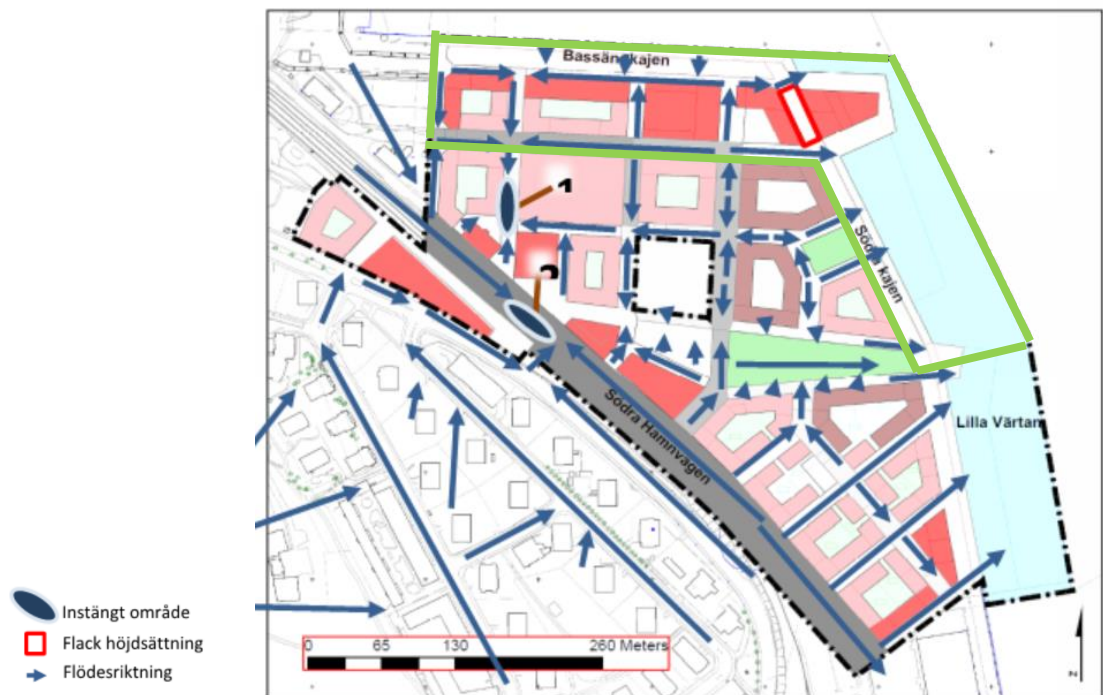 Bassängkajen
1
2
Södra kajen
Södra Hamnvägen
Lilla Värtan
0 65 130 260 Meters
z
Instängt område
Flack höjdsättning
Flödesriktning